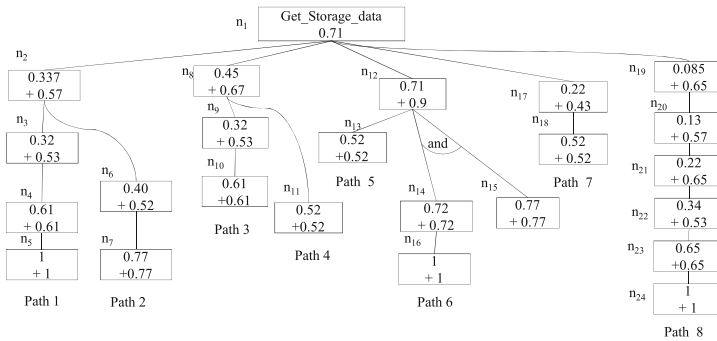 n1
Get_Storage_data
0.71
n2
0.337
+ 0.57
n3
0.32
+ 0.53
n4
0.61
+ 0.61
n5
1
+ 1
Path 1
n6
0.40
+ 0.52
n7
0.77
+0.77
Path 2
n8
0.45
+ 0.67
n9
0.32
+ 0.53
n10
0.61
+0.61
Path 3
n11
0.52
+0.52
Path 4
n12
0.71
+ 0.9
n13
0.52
+0.52
Path 5
and
n14
0.72
+ 0.72
n15
0.77
+ 0.77
n16
1
+ 1
Path 6
n17
0.22
+ 0.43
n18
0.52
+ 0.52
Path 7
n19
0.085
+ 0.65
n20
0.13
+ 0.57
n21
0.22
+ 0.65
n22
0.34
+ 0.53
n23
0.65
+0.65
n24
1
+ 1
Path 8